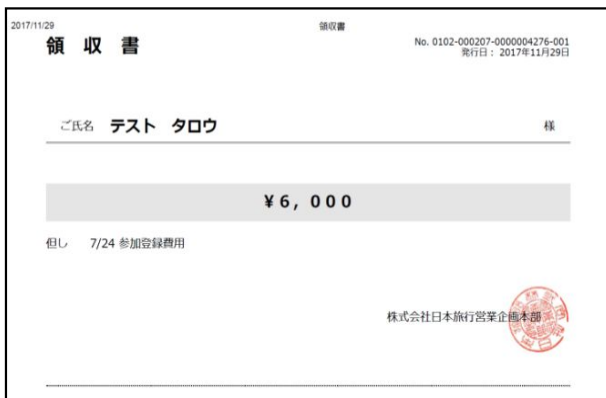 2017/11/29 領収書
領 収 書
No. 0102-000207-0000004276-001
発行日： 2017年11月29日
ご氏名 テスト タロウ 様
¥6,000
但し 7/24 参加登録費用
株式会社日本旅行営業企画本部